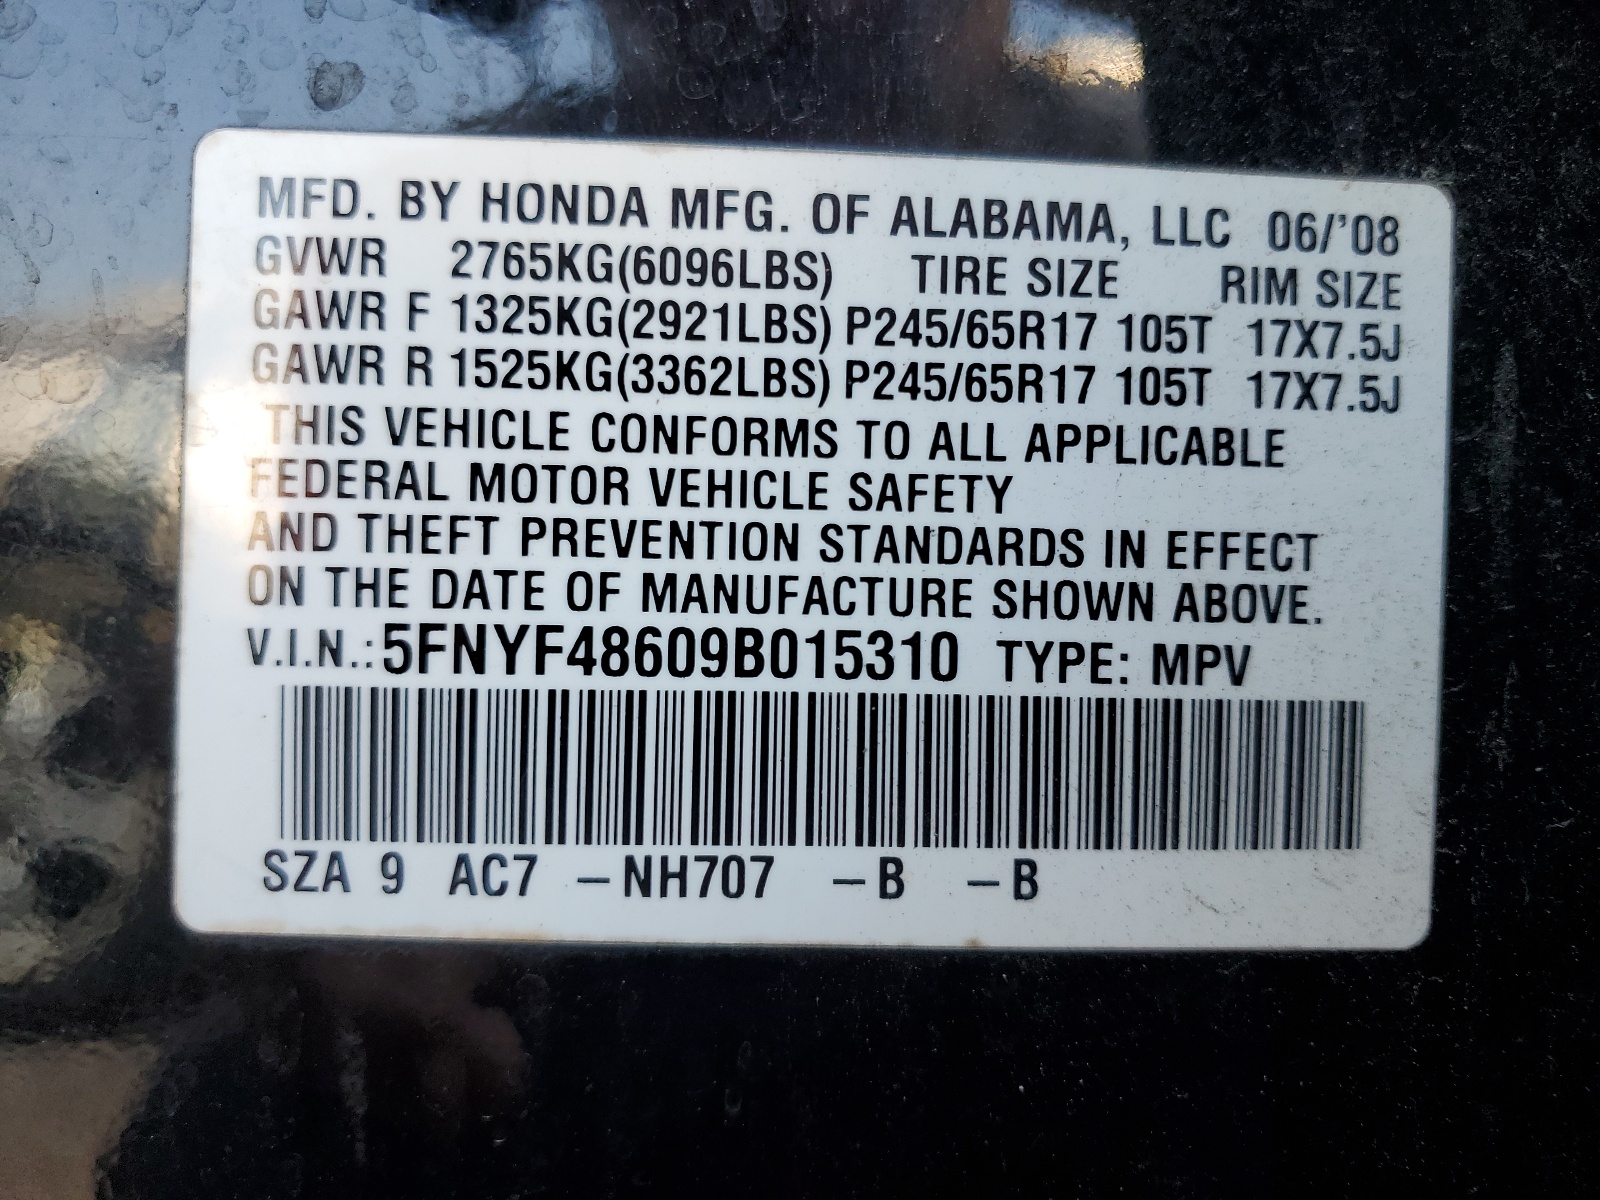 MFD. BY HONDA MFG. OF ALABAMA, LLC 06/'08
GVWR 2765KG(6096LBS) TIRE SIZE RIM SIZE
GAWR F 1325KG(2921LBS) P245/65R17 105T 17X7.5J
GAWR R 1525KG(3362LBS) P245/65R17 105T 17X7.5J
THIS VEHICLE CONFORMS TO ALL APPLICABLE
FEDERAL MOTOR VEHICLE SAFETY
AND THEFT PREVENTION STANDARDS IN EFFECT
ON THE DATE OF MANUFACTURE SHOWN ABOVE.
V.I.N.:5FNYF48609B015310 TYPE: MPV
SZA 9 AC7 –NH707 –B –B